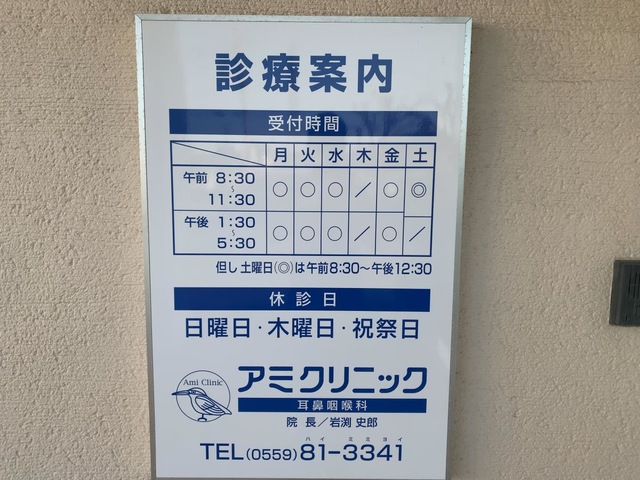 診療案内
受付時間
月 火 水 木 金 土
午前 8:30 ○ ○ ○ ／ ○ ◎
～
11:30
午後 1:30 ○ ○ ○ ／ ○ ／
～
5:30
但し 土曜日(◎)は午前8:30～午後12:30
休診日
日曜日・木曜日・祝祭日
Ami Clinic
アミクリニック
耳鼻咽喉科
院 長／岩渕 史郎
ハイ ミミヨイ
TEL(0559)81-3341